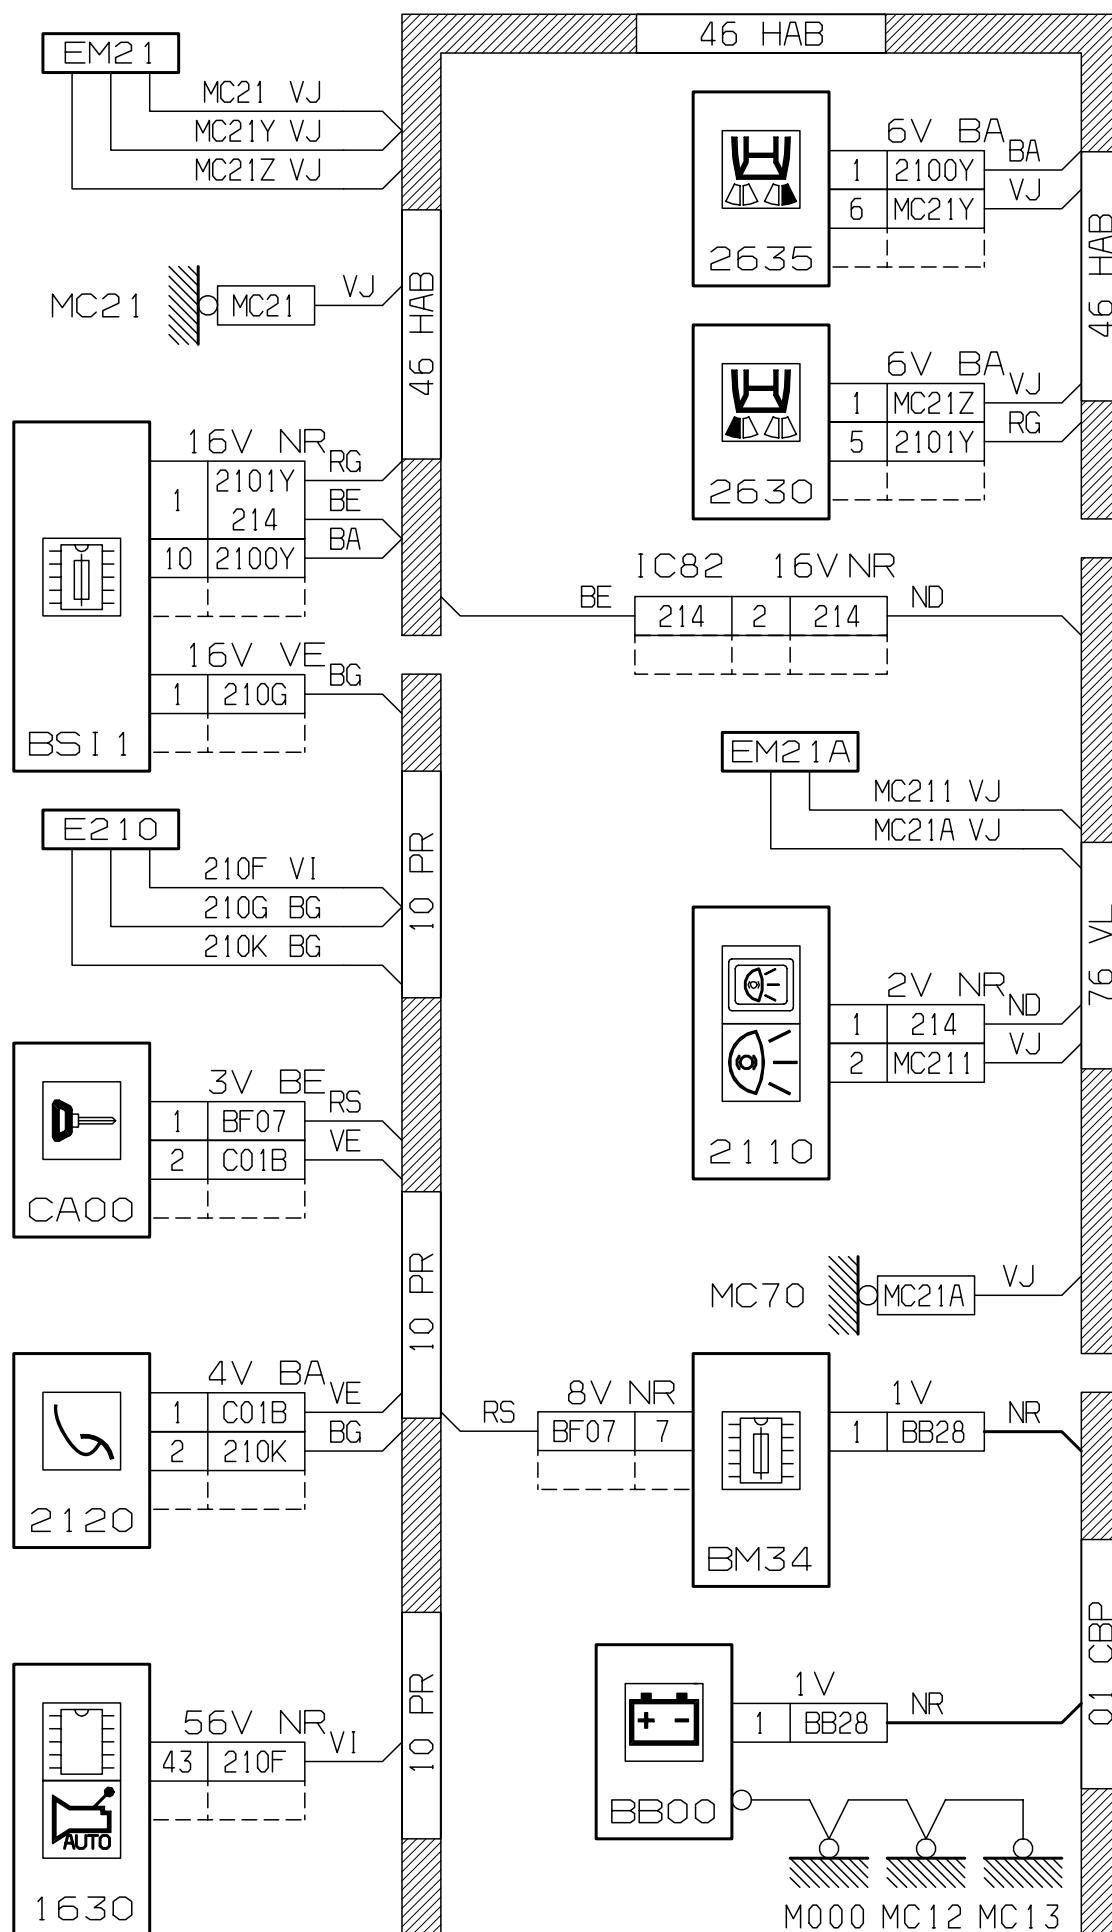 46 HAB
EM21
MC21 VJ
MC21Y VJ
MC21Z VJ
MC21
MC21
VJ
46 HAB
BSI1
16V NR
1
2101Y
RG
214
BE
10
2100Y
BA
16V VE
1
210G
BG
E210
210F VI
210G BG
210K BG
10 PR
CA00
3V BE
1
BF07
RS
2
C01B
VE
10 PR
2120
4V BA
1
C01B
VE
2
210K
BG
10 PR
1630
AUTO
56V NR
43
210F
VI
2635
6V BA
1
2100Y
BA
6
MC21Y
VJ
46 HAB
2630
6V BA
1
MC21Z
VJ
5
2101Y
RG
IC82 16V NR
BE
214
2
214
ND
EM21A
MC211 VJ
MC21A VJ
76 VL
2110
2V NR
1
214
ND
2
MC211
VJ
MC70
MC21A
VJ
RS
8V NR
BF07
7
BM34
1V
1
BB28
NR
01 CBP
BB00
+ -
1V
1
BB28
NR
M000 MC12 MC13